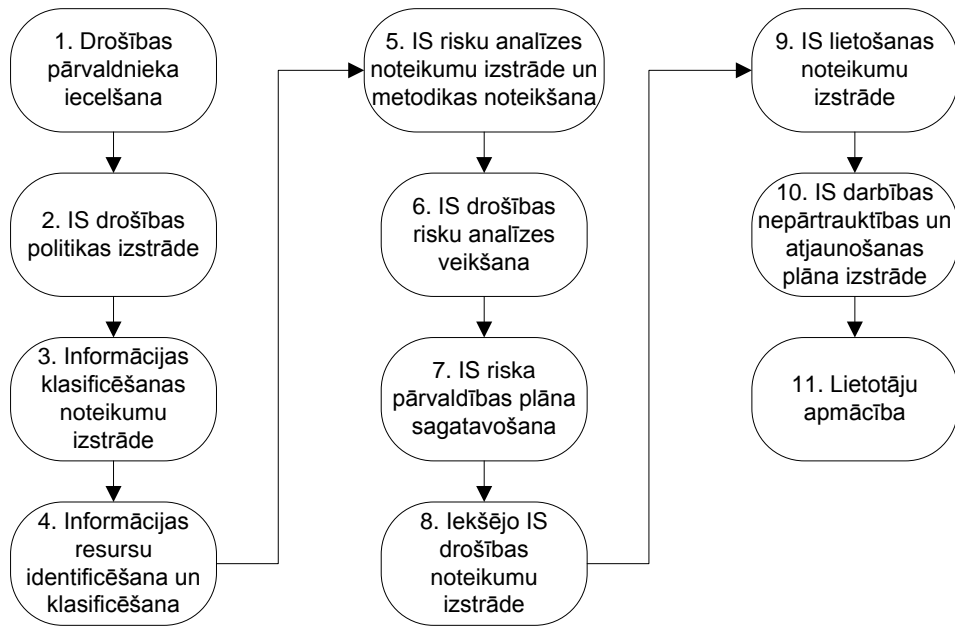 1. Drošības
pārvaldnieka
iecelšana
2. IS drošības
politikas izstrāde
3. Informācijas
klasificēšanas
noteikumu
izstrāde
4. Informācijas
resursu
identificēšana un
klasificēšana
5. IS risku analīzes
noteikumu izstrāde un
metodikas noteikšana
6. IS drošības
risku analīzes
veikšana
7. IS riska
pārvaldības plāna
sagatavošana
8. Iekšējo IS
drošības
noteikumu
izstrāde
9. IS lietošanas
noteikumu
izstrāde
10. IS darbības
nepārtrauktības un
atjaunošanas
plāna izstrāde
11. Lietotāju
apmācība